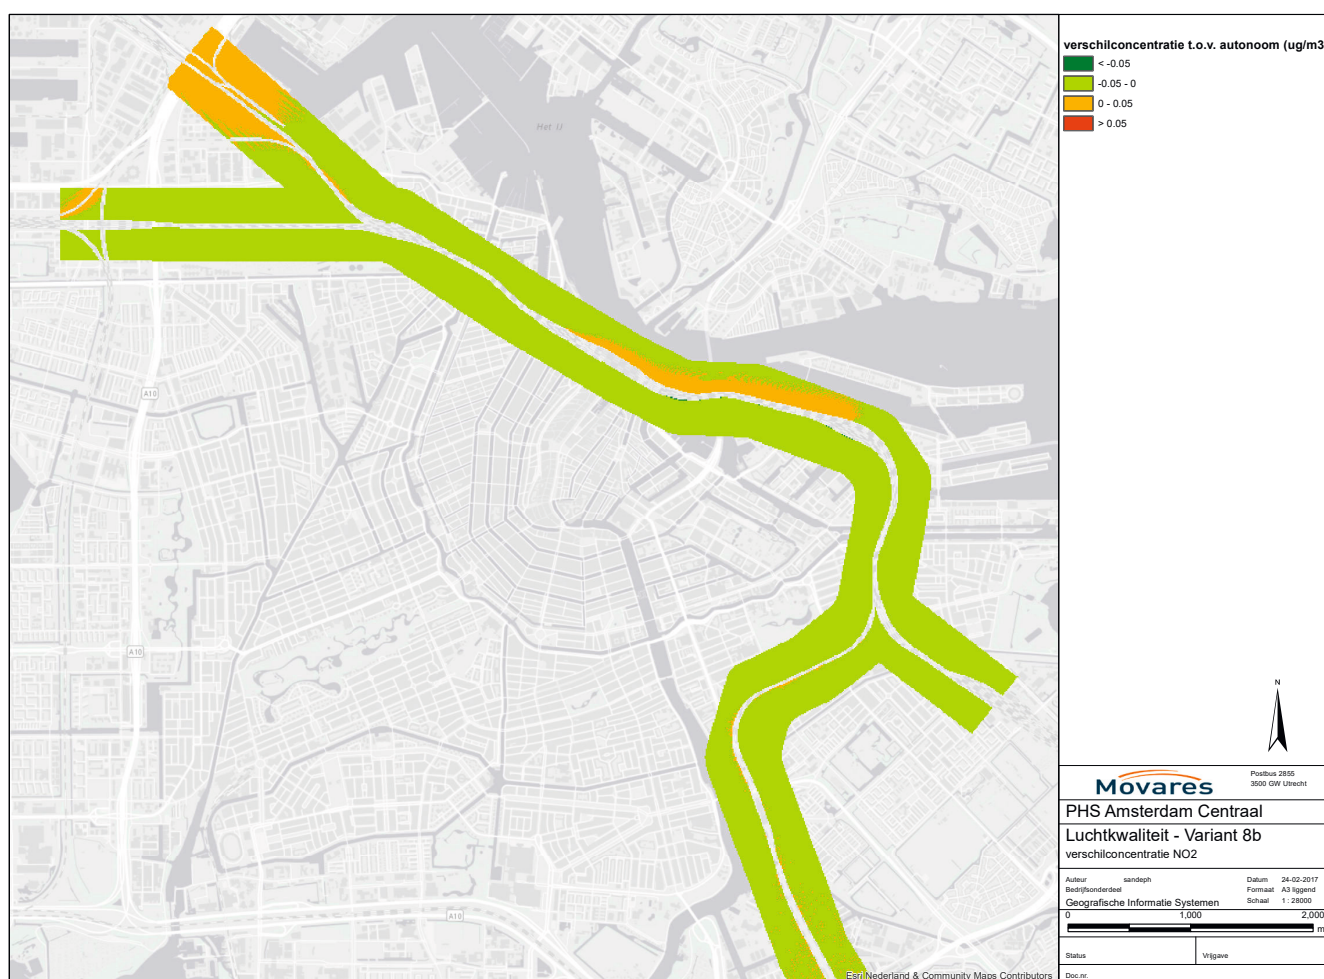 verschilconcentratie t.o.v. autonoom (ug/m3
< -0.05
-0.05 - 0
0 - 0.05
> 0.05
Het IJ
A10
A10
A10
N
Movares
Postbus 2855
3500 GW Utrecht
PHS Amsterdam Centraal
Luchtkwaliteit - Variant 8b
verschilconcentratie NO2
Auteur sandeph Datum 24-02-2017
Bedrijfsonderdeel Formaat A3 liggend
Geografische Informatie Systemen Schaal 1 : 28000
0 1,000 2,000
m
Status Vrijgave
Doc.nr.
Esri Nederland & Community Maps Contributors